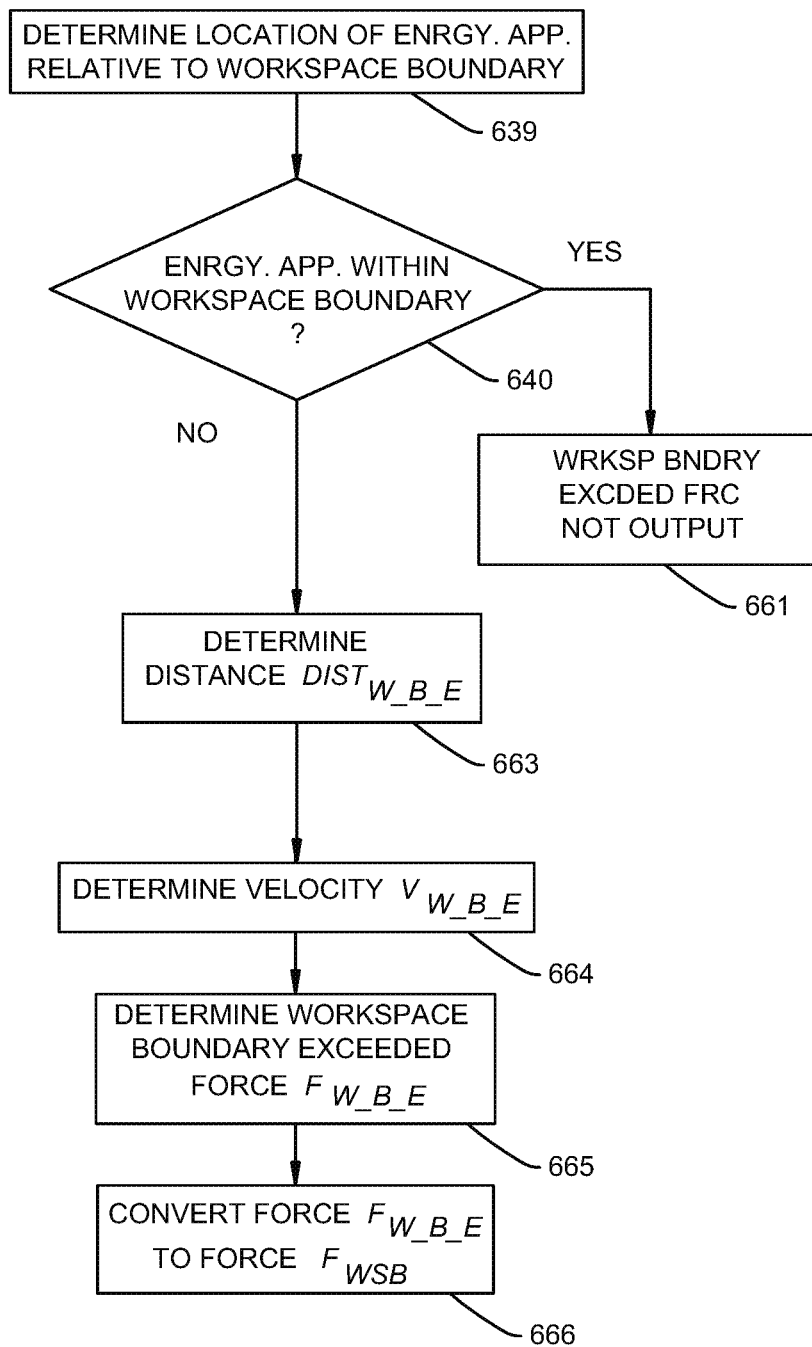 DETERMINE LOCATION OF ENRGY. APP.
RELATIVE TO WORKSPACE BOUNDARY
639
ENRGY. APP. WITHIN
WORKSPACE BOUNDARY
?
YES
640
NO
WRKSP BNDRY
EXCDED FRC
NOT OUTPUT
661
DETERMINE
DISTANCE DIST W_B_E
663
DETERMINE VELOCITY V W_B_E
664
DETERMINE WORKSPACE
BOUNDARY EXCEEDED
FORCE F W_B_E
665
CONVERT FORCE F W_B_E
TO FORCE F WSB
666